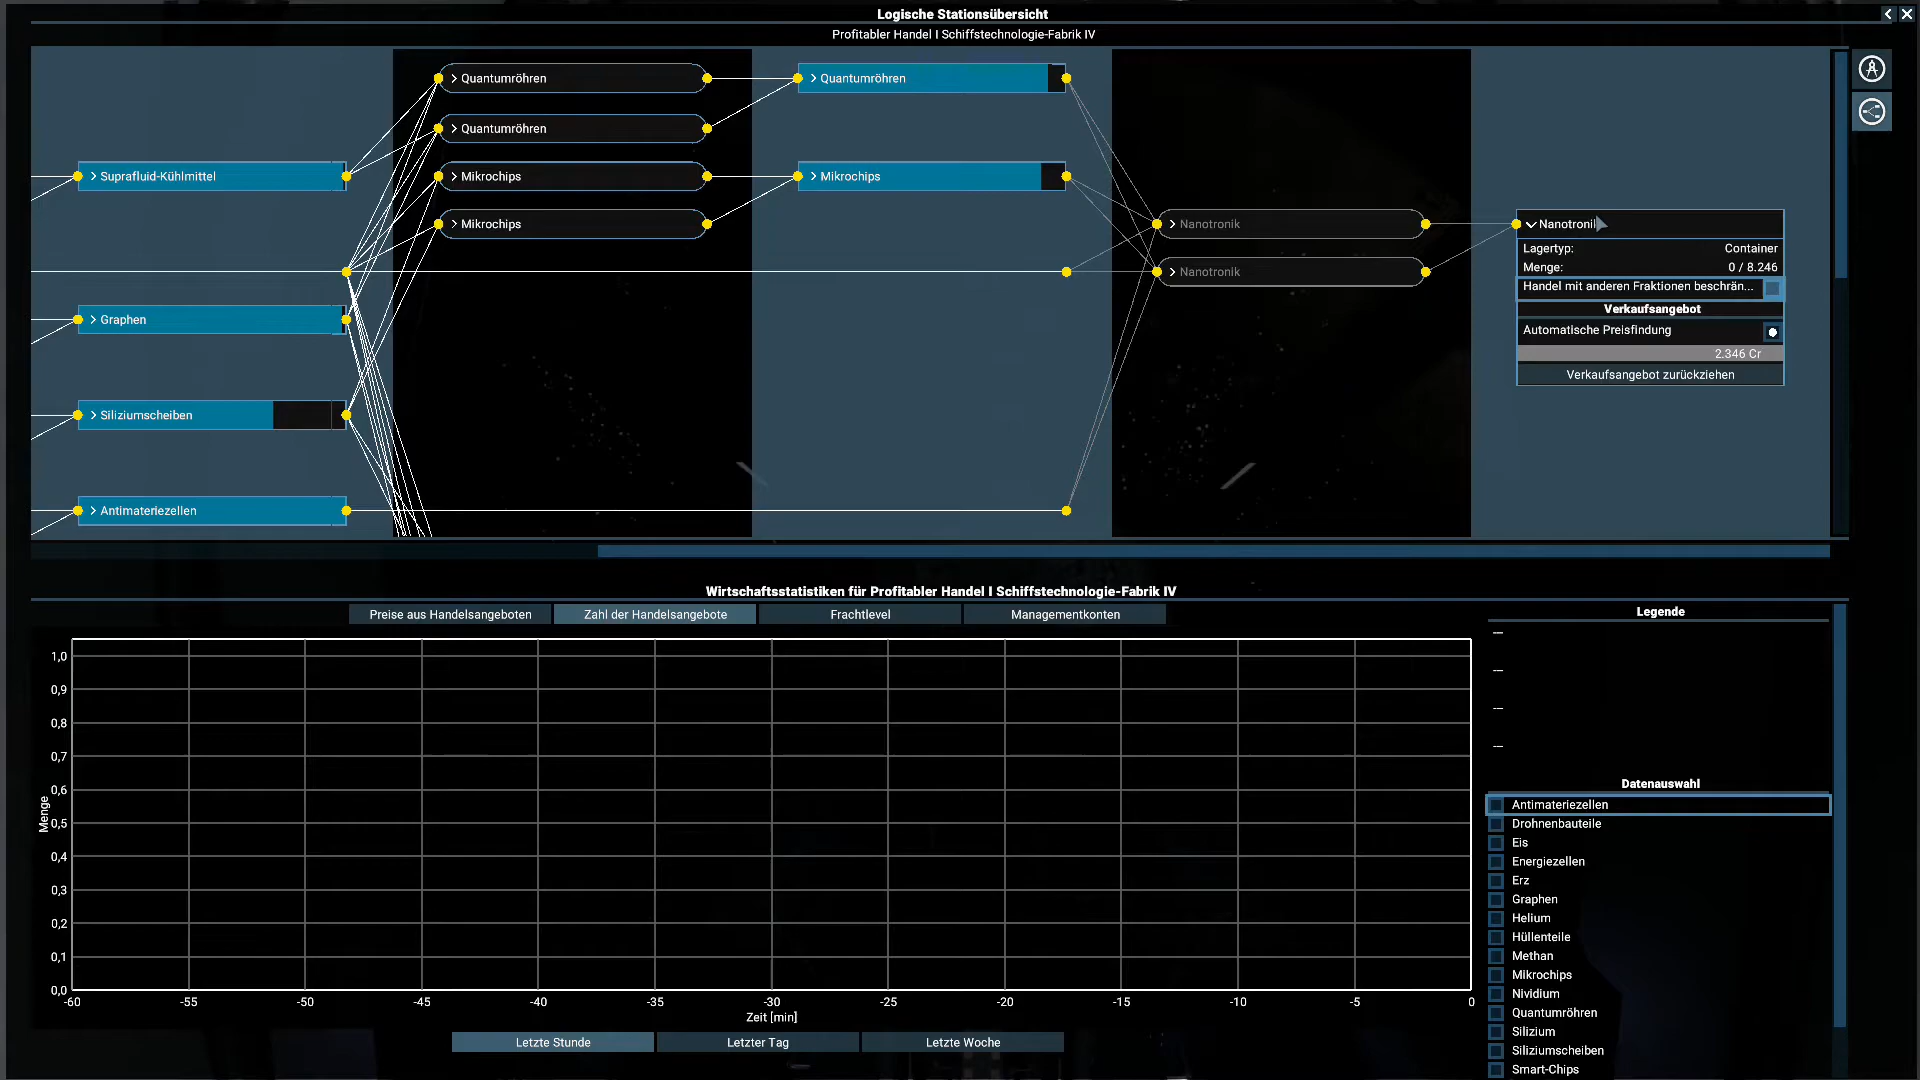 Logische Stationsübersicht
Profitabler Handel I Schiffstechnologie-Fabrik IV
Quantumröhren
Quantumröhren
Quantumröhren
Suprafluid-Kühlmittel
Mikrochips
Mikrochips
Mikrochips
Nanotronik
Nanotronik
Nanotronik
Lagertyp: Container
Menge: 0 / 8.246
Handel mit anderen Fraktionen beschrän...
Verkaufsangebot
Automatische Preisfindung
2.346 Cr
Verkaufsangebot zurückziehen
Graphen
Siliziumscheiben
Antimateriezellen
Wirtschaftsstatistiken für Profitabler Handel I Schiffstechnologie-Fabrik IV
Preise aus Handelsangeboten
Zahl der Handelsangebote
Frachtlevel
Managementkonten
1,0
0,9
0,8
0,7
0,6
0,5
0,4
0,3
0,2
0,1
0,0
Menge
-60 -55 -50 -45 -40 -35 -30 -25 -20 -15 -10 -5 0
Zeit [min]
Letzte Stunde
Letzter Tag
Letzte Woche
Legende
---
---
---
---
Datenauswahl
Antimateriezellen
Drohnenbauteile
Eis
Energiezellen
Erz
Graphen
Helium
Hüllenteile
Methan
Mikrochips
Nividium
Quantumröhren
Silizium
Siliziumscheiben
Smart-Chips